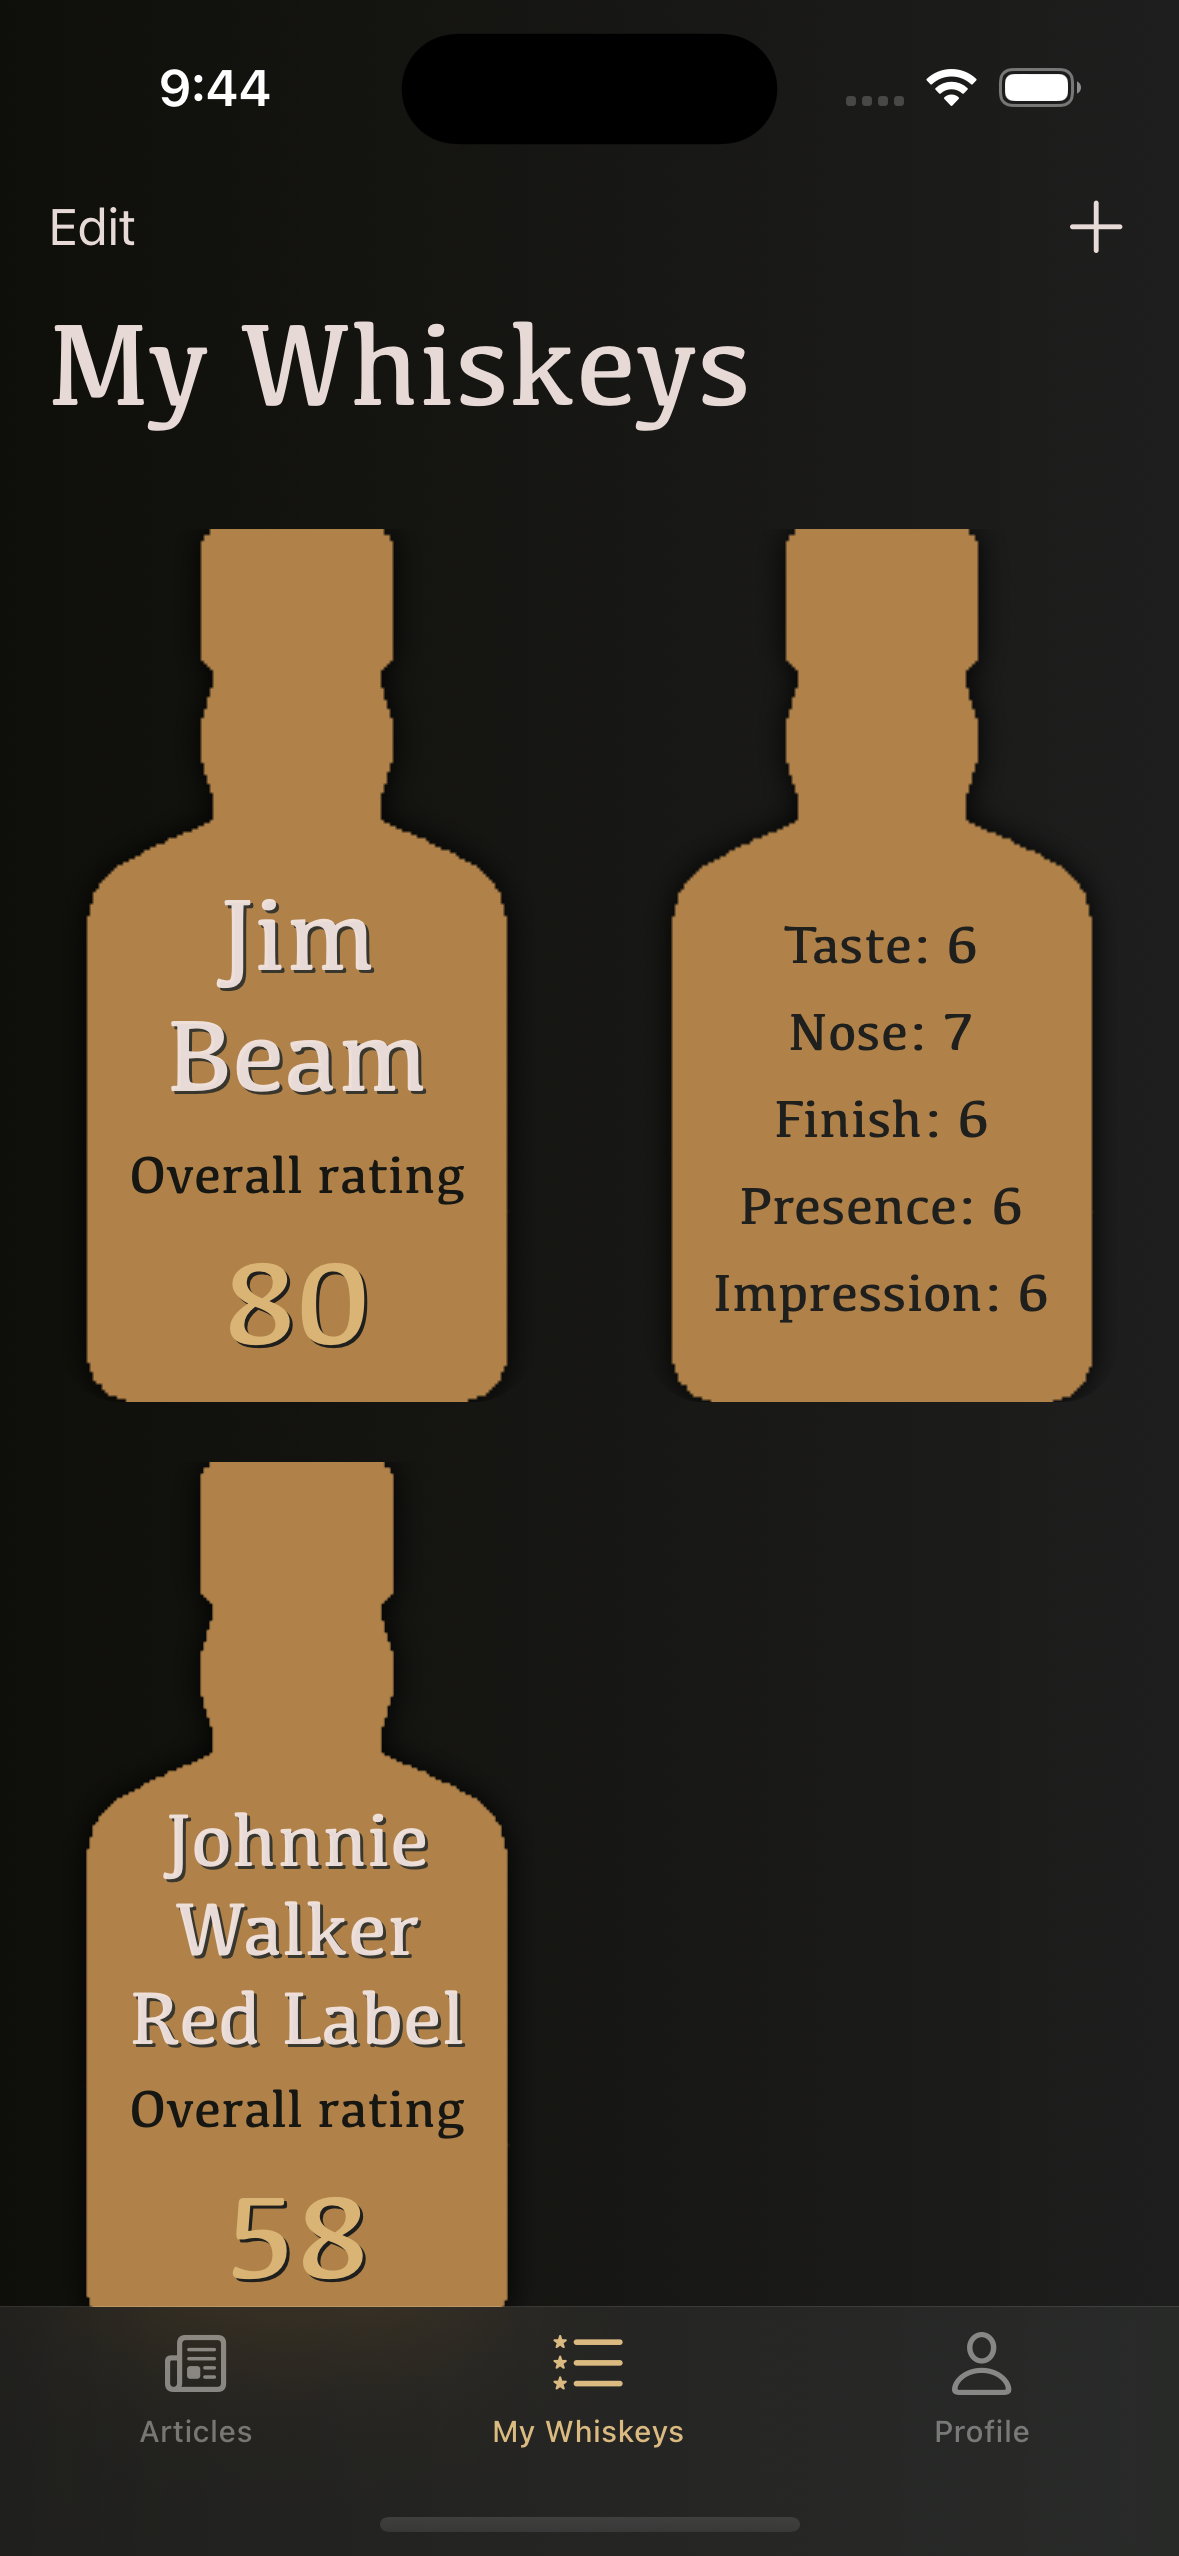 9:44
Edit
My Whiskeys
Jim
Beam
Overall rating
80
Taste: 6
Nose: 7
Finish: 6
Presence: 6
Impression: 6
Johnnie
Walker
Red Label
Overall rating
58
Articles
My Whiskeys
Profile